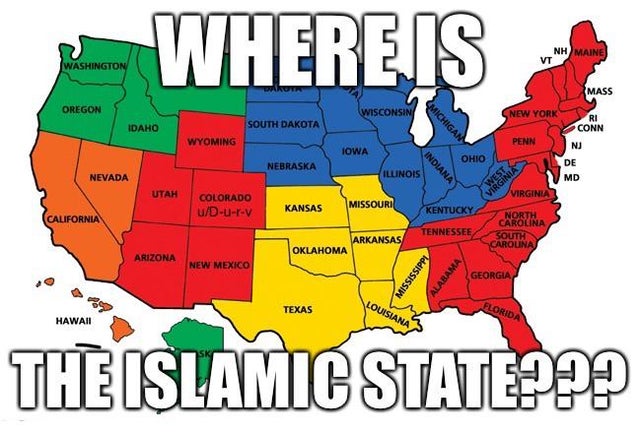 WHERE IS
NH
MAINE
VT
WASHINGTON
MASS
RI
CONN
NEW YORK
OREGON
IDAHO
WYOMING
SOUTH DAKOTA
WISCONSIN
MICHIGAN
PENN
NJ
DE
MD
NEVADA
UTAH
COLORADO
u/D-u-r-v
NEBRASKA
IOWA
ILLINOIS
INDIANA
OHIO
WEST
VIRGINIA
VIRGINIA
CALIFORNIA
KANSAS
MISSOURI
KENTUCKY
NORTH
CAROLINA
TENNESSEE
SOUTH
CAROLINA
ARIZONA
NEW MEXICO
OKLAHOMA
ARKANSAS
MISSISSIPPI
ALABAMA
GEORGIA
TEXAS
LOUISIANA
FLORIDA
HAWAII
THE ISLAMIC STATE???